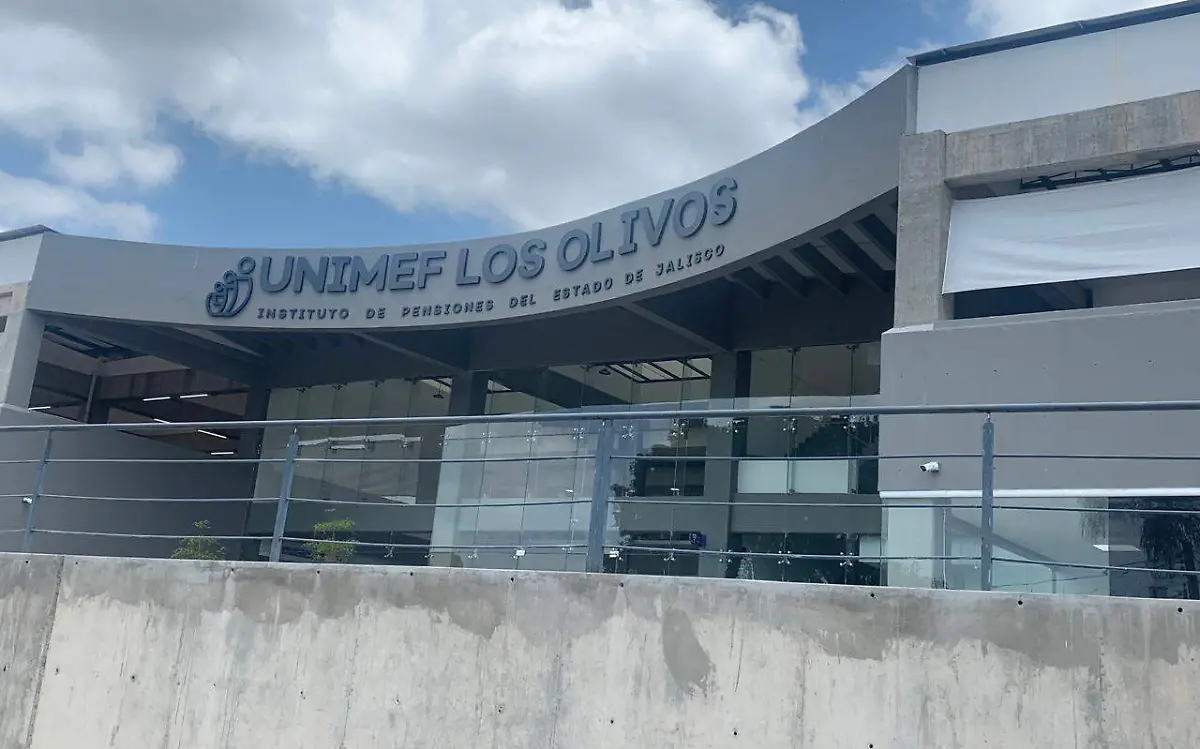 UNIMEF LOS OLIVOS
INSTITUTO DE PENSIONES DEL ESTADO DE JALISCO